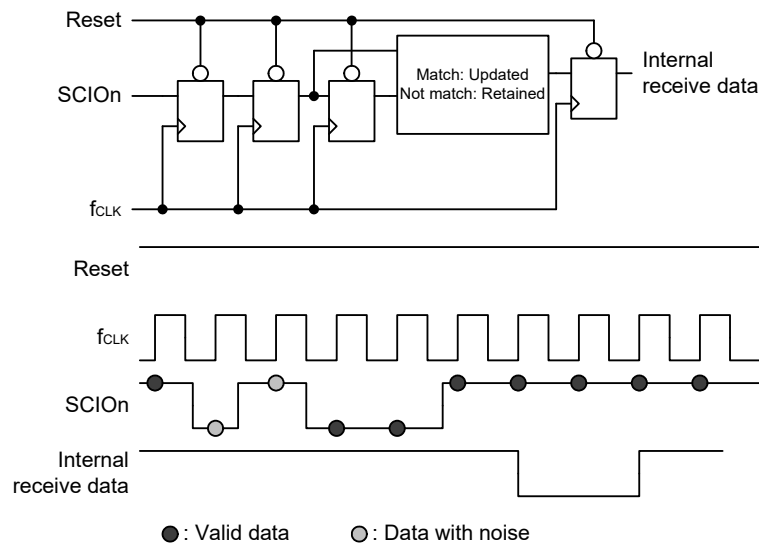 Reset
SCIOn
fCLK
Match: Updated
Not match: Retained
Internal
receive data
Reset
fCLK
SCIOn
Internal
receive data
: Valid data
: Data with noise